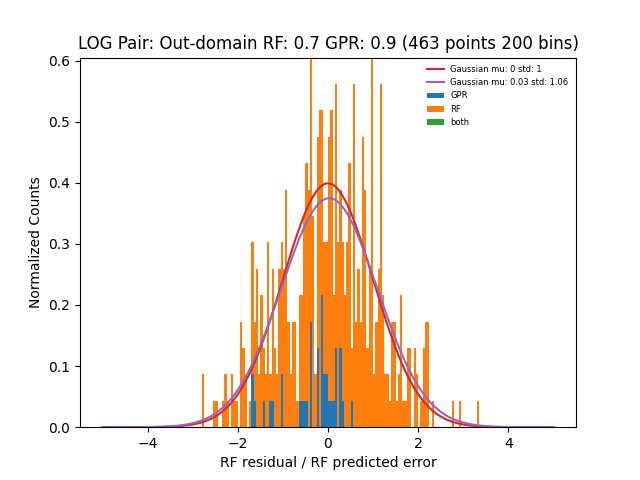 LOG Pair: Out-domain RF: 0.7 GPR: 0.9 (463 points 200 bins)
0.6
0.5
0.4
0.3
0.2
0.1
0.0
Normalized Counts
Gaussian mu: 0 std: 1
Gaussian mu: 0.03 std: 1.06
GPR
RF
both
−4
−2
0
2
4
RF residual / RF predicted error